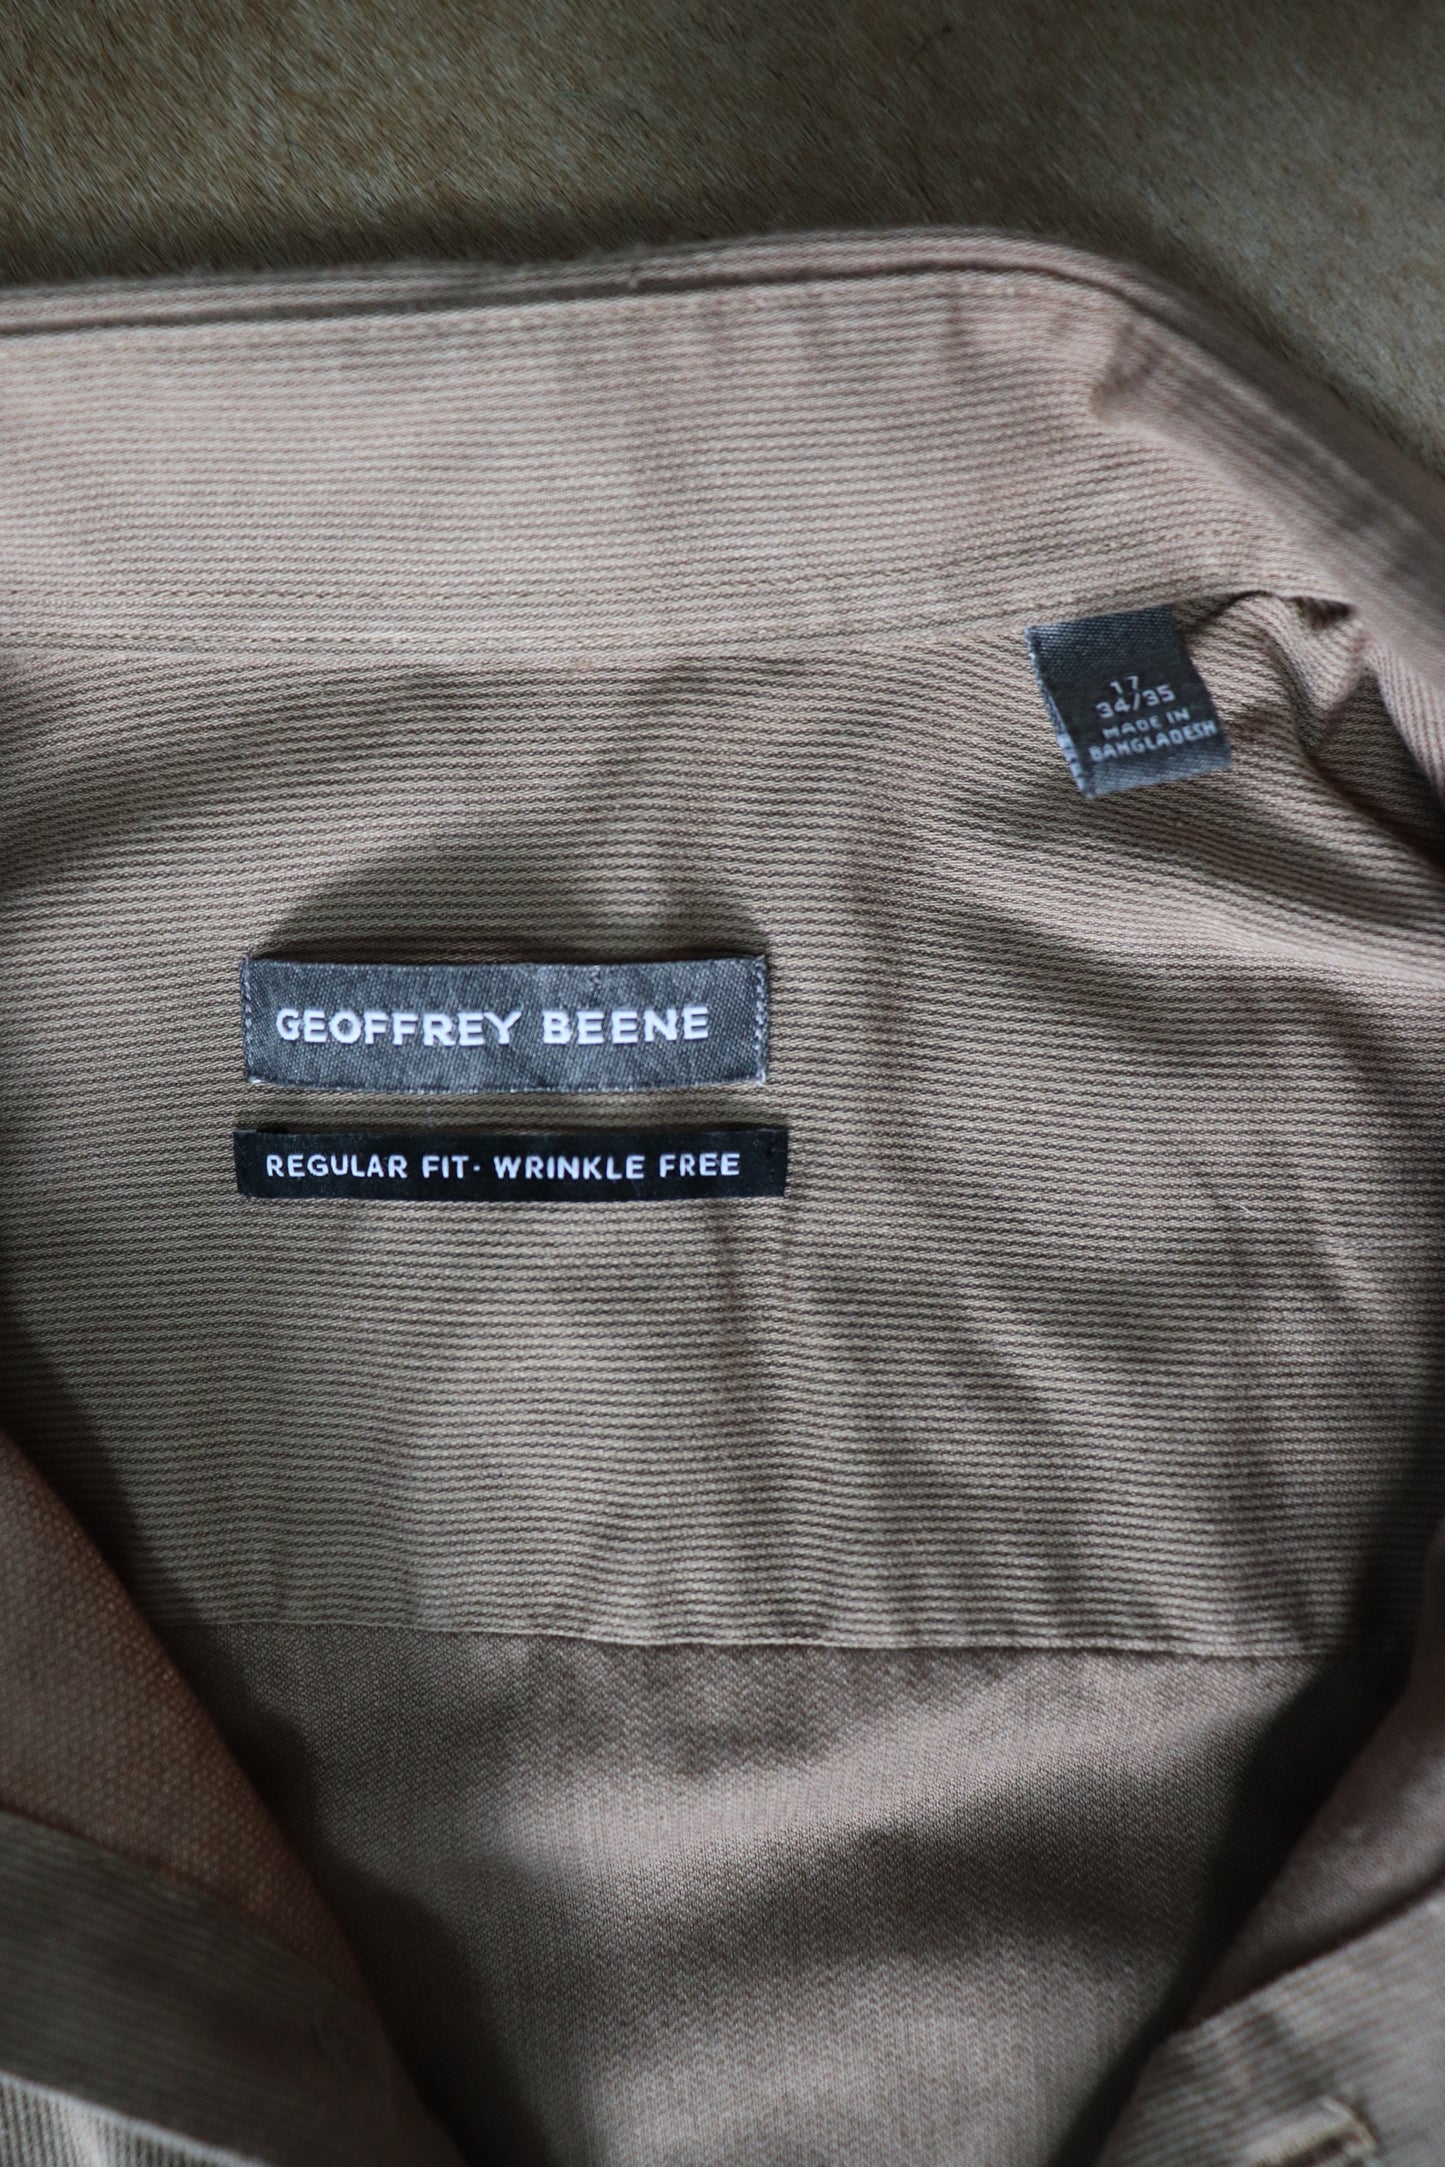 17
34/35
MADE IN
BANGLADESH
GEOFFREY BEENE
REGULAR FIT · WRINKLE FREE